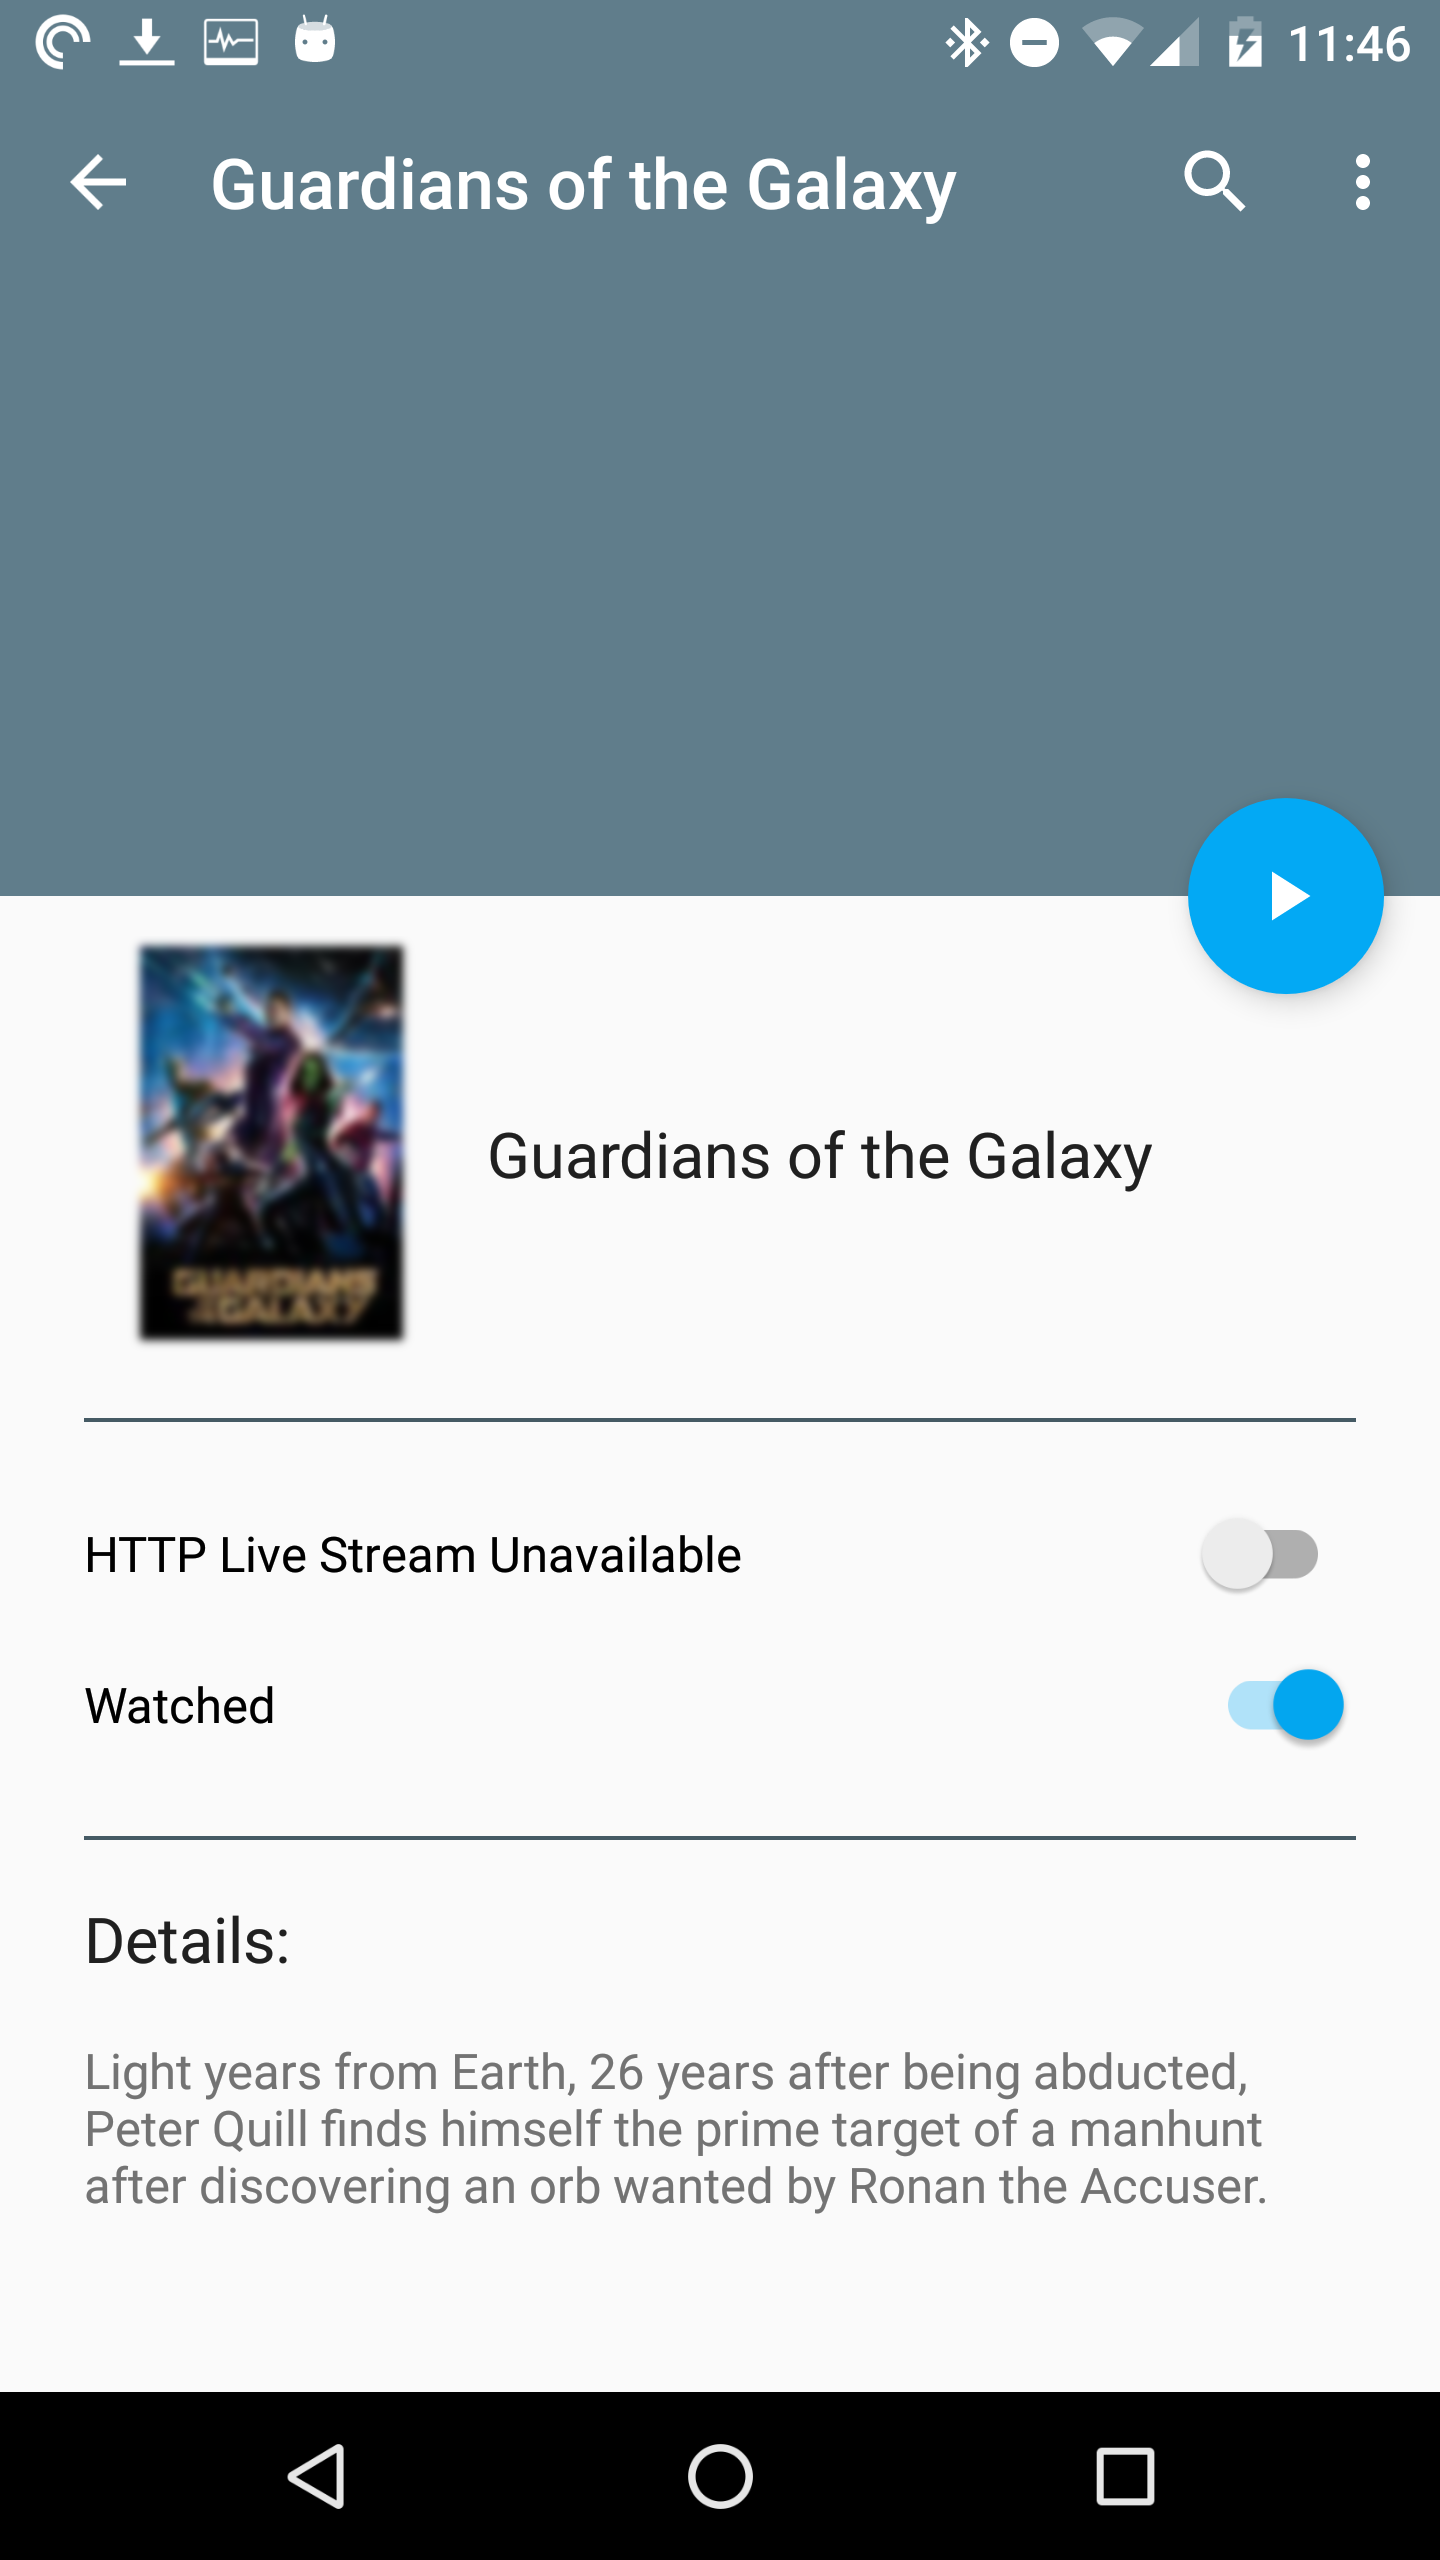 11:46
Guardians of the Galaxy
Guardians of the Galaxy
GUARDIANS
GALAXY
HTTP Live Stream Unavailable
Watched
Details:
Light years from Earth, 26 years after being abducted,
Peter Quill finds himself the prime target of a manhunt
after discovering an orb wanted by Ronan the Accuser.